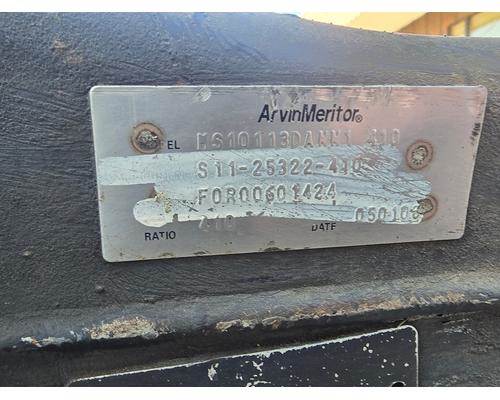 ArvinMeritor®
EL MS10113DANN1 410
S11-25322-410
FOR00601424
RATIO 410 DATE 050103